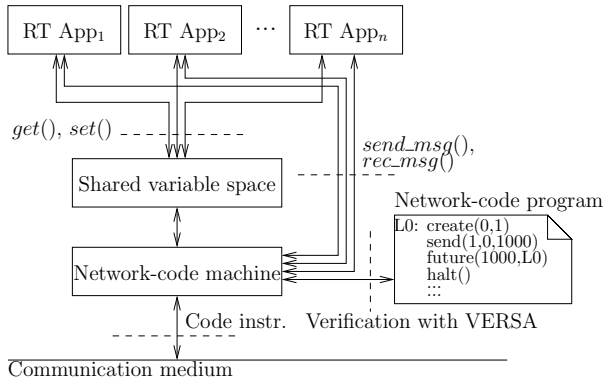 RT App1 RT App2 ... RT Appn
get(), set()
send_msg(),
rec_msg()
Shared variable space
Network-code program
L0: create(0,1)
send(1,0,1000)
future(1000,L0)
halt()
...
...
Network-code machine
Code instr. Verification with VERSA
Communication medium